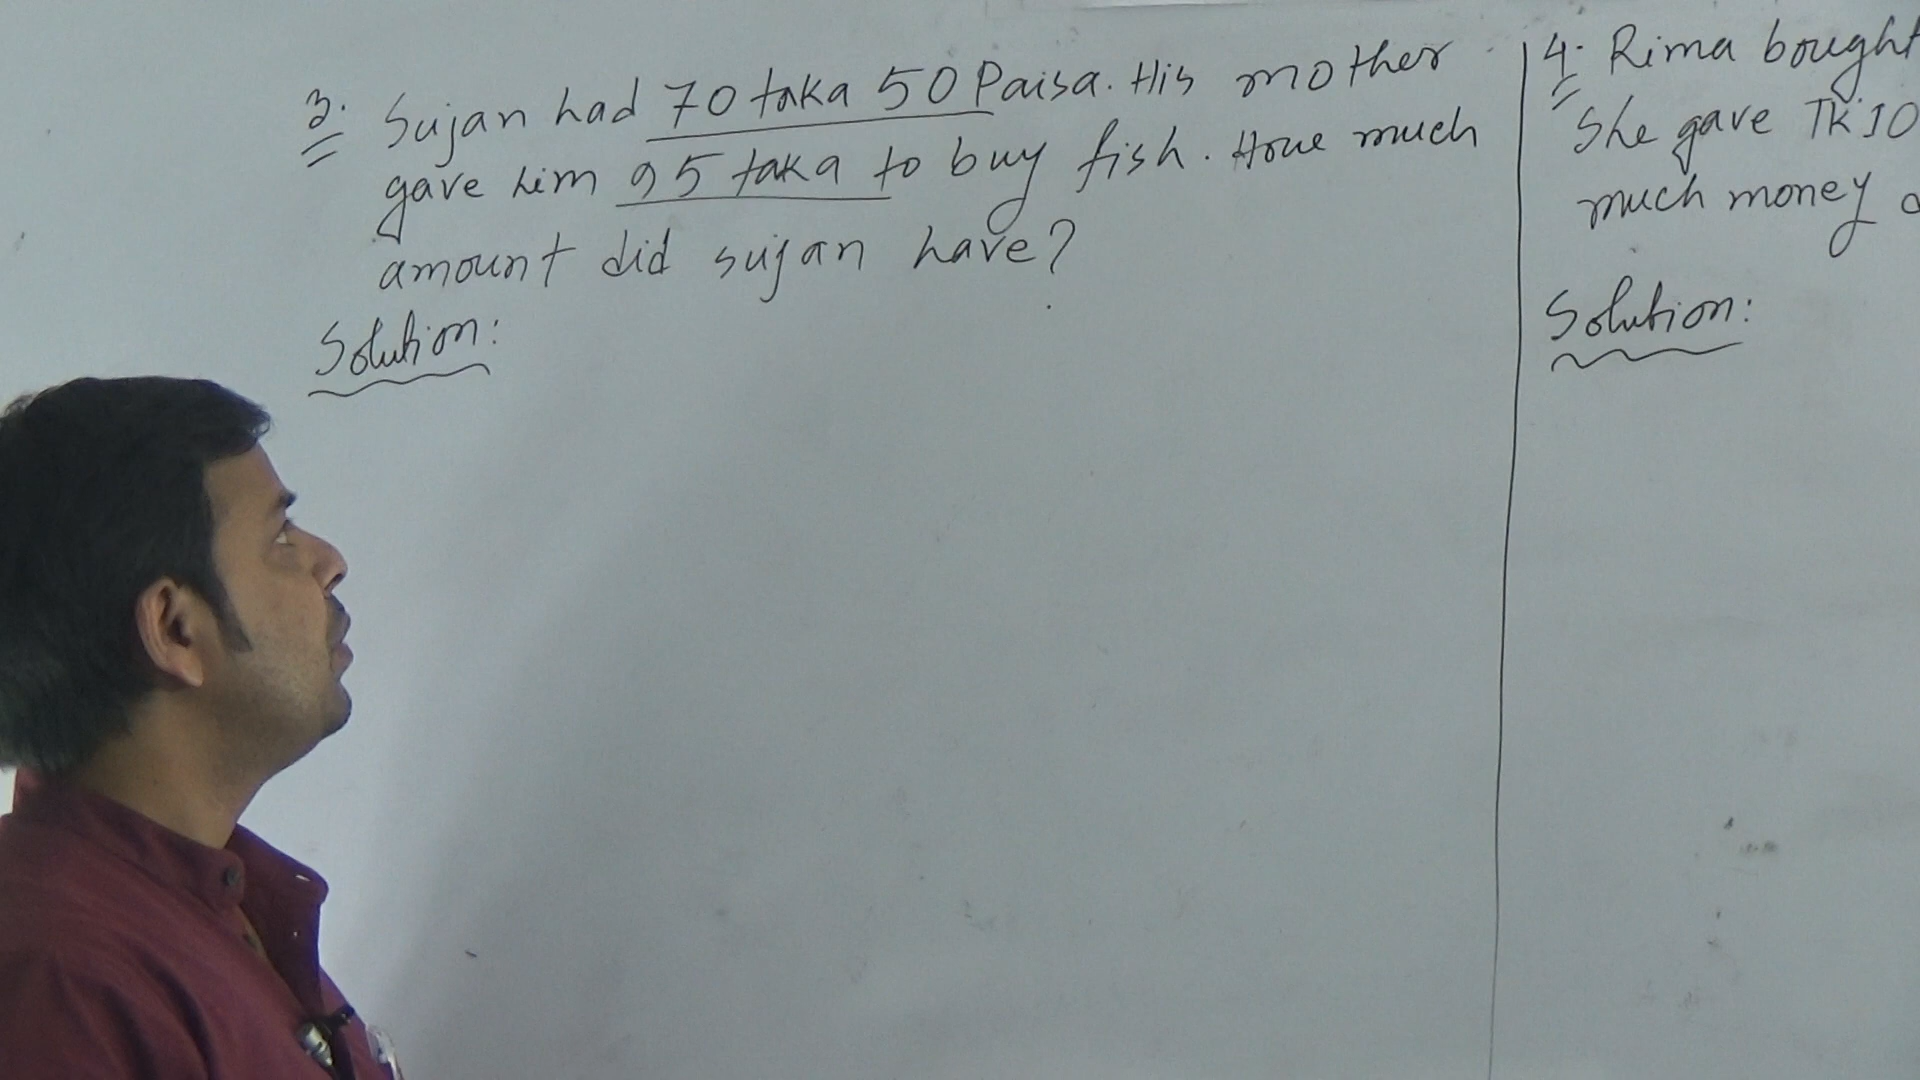 3. Sujan had 70 taka 50 Paisa. His mother
gave him 95 taka to buy fish. Howe much
amount did sujan have?
Solution:
4. Rima bought
She gave TK 10
much money
Solution: